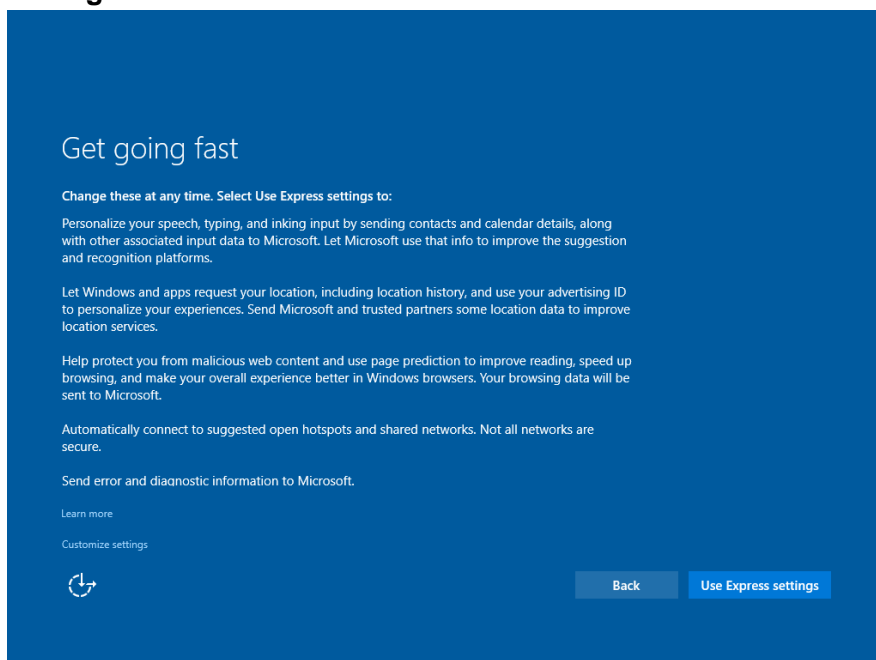 Get going fast
Change these at any time. Select Use Express settings to:
Personalize your speech, typing, and inking input by sending contacts and calendar details, along
with other associated input data to Microsoft. Let Microsoft use that info to improve the suggestion
and recognition platforms.
Let Windows and apps request your location, including location history, and use your advertising ID
to personalize your experiences. Send Microsoft and trusted partners some location data to improve
location services.
Help protect you from malicious web content and use page prediction to improve reading, speed up
browsing, and make your overall experience better in Windows browsers. Your browsing data will be
sent to Microsoft.
Automatically connect to suggested open hotspots and shared networks. Not all networks are
secure.
Send error and diagnostic information to Microsoft.
Learn more
Customize settings
Back
Use Express settings